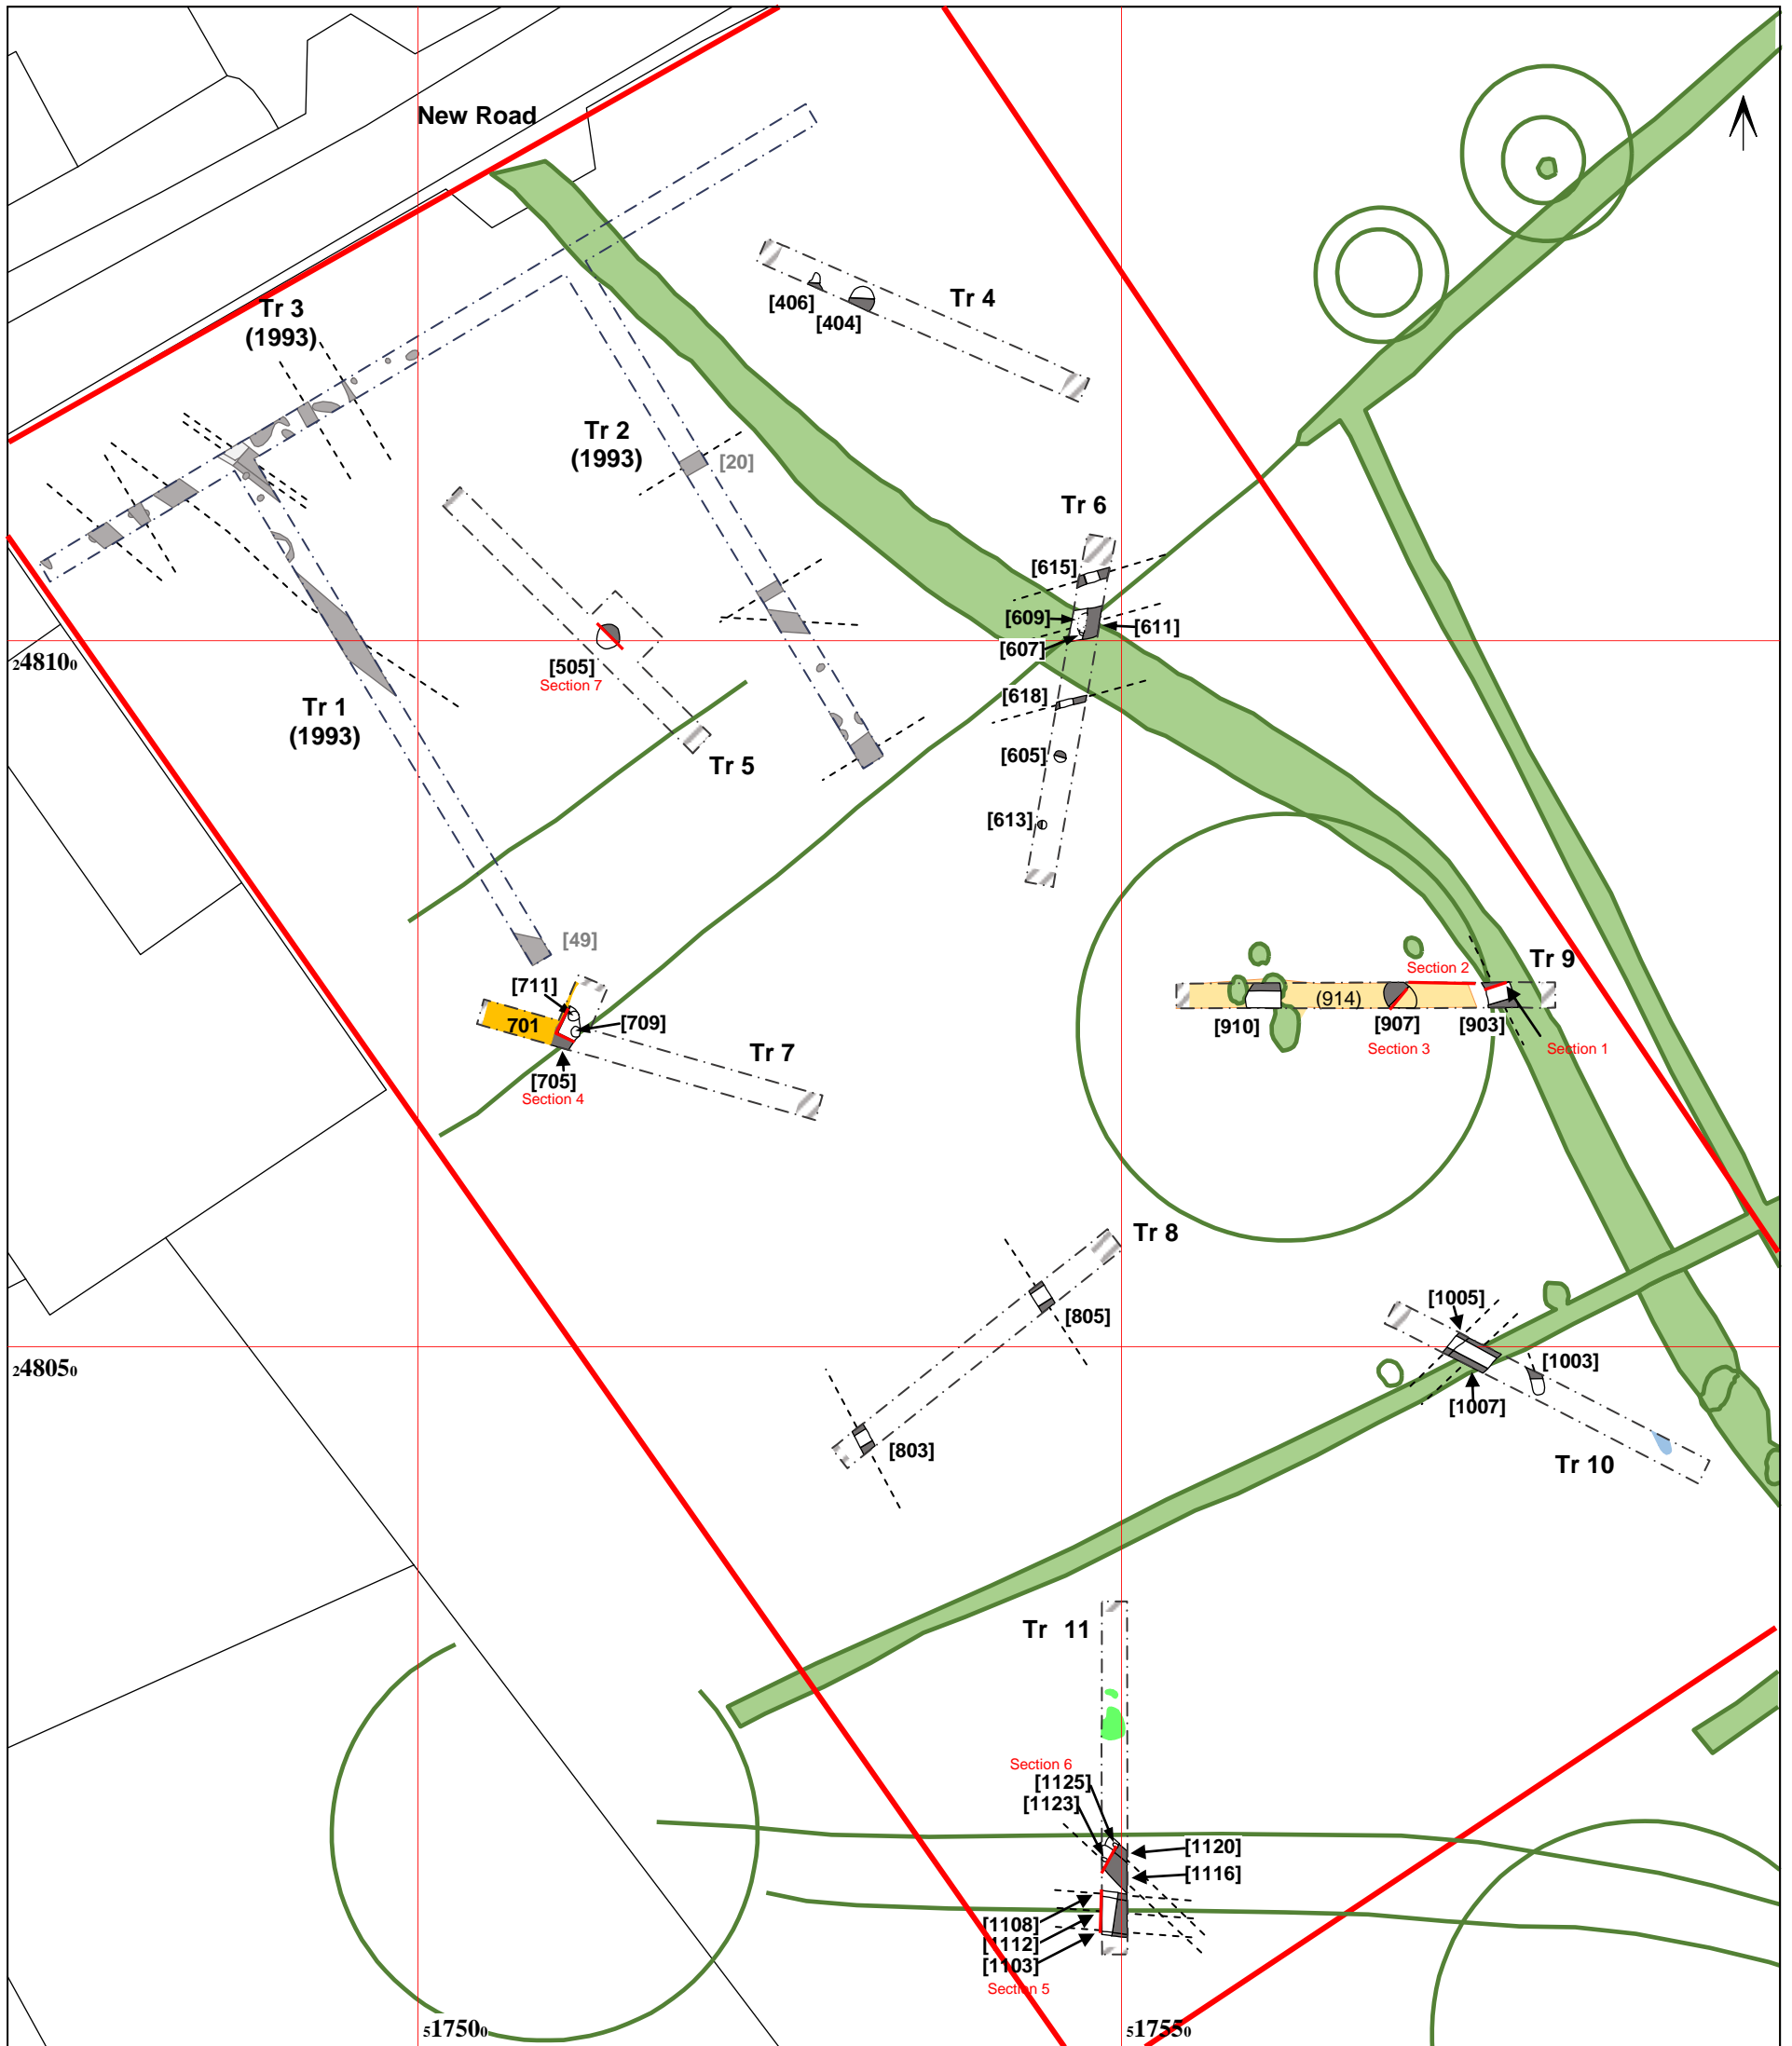 New Road
Tr 3
(1993)
[406]
[404]
Tr 4
Tr 2
(1993)
[20]
Tr 6
[615]
[609]
[611]
[607]
248100
[505]
Section 7
[618]
Tr 1
(1993)
[605]
Tr 5
[613]
[49]
Tr 9
Section 2
[711]
(914)
701
[709]
[910]
[907]
[903]
Section 3
Section 1
Tr 7
[705]
Section 4
Tr 8
[805]
[1005]
248050
[1003]
[1007]
[803]
Tr 10
Tr 11
Section 6
[1125]
[1123]
[1120]
[1116]
[1108]
[1112]
[1103]
Section 5
51750
51755